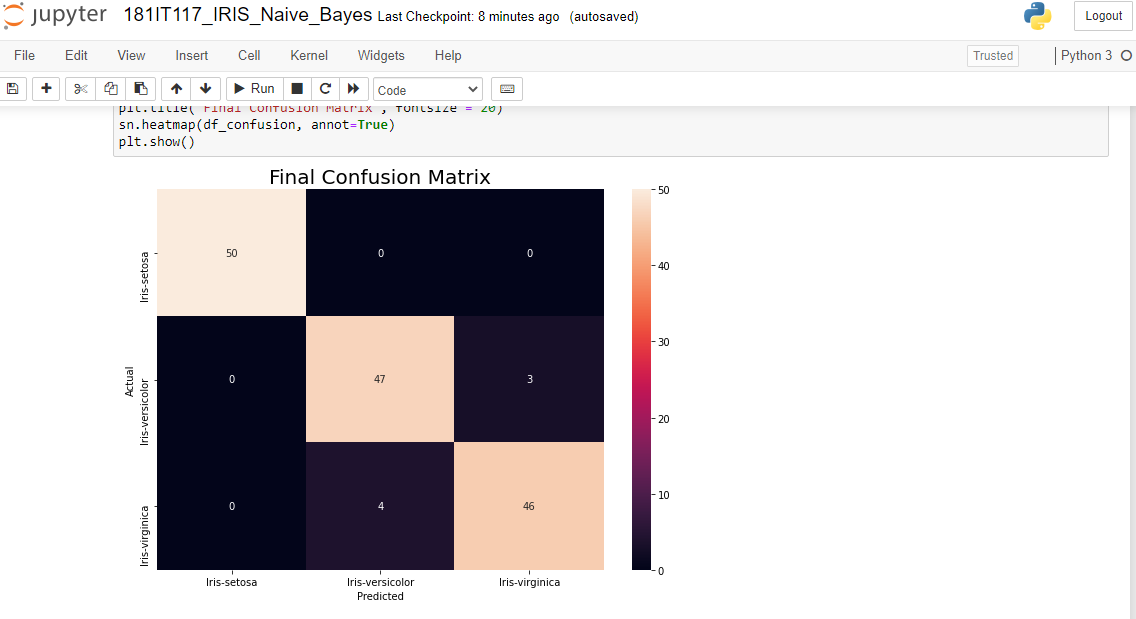 jupyter 181IT117_IRIS_Naive_Bayes Last Checkpoint: 8 minutes ago (autosaved) Logout
File Edit View Insert Cell Kernel Widgets Help Trusted Python 3
Run Code
plt.title('Final Confusion Matrix', fontsize = 20)
sn.heatmap(df_confusion, annot=True)
plt.show()
Final Confusion Matrix
Actual
Iris-setosa
50 0 0
Iris-versicolor
0 47 3
Iris-virginica
0 4 46
Iris-setosa Iris-versicolor Iris-virginica
Predicted
50
40
30
20
10
0